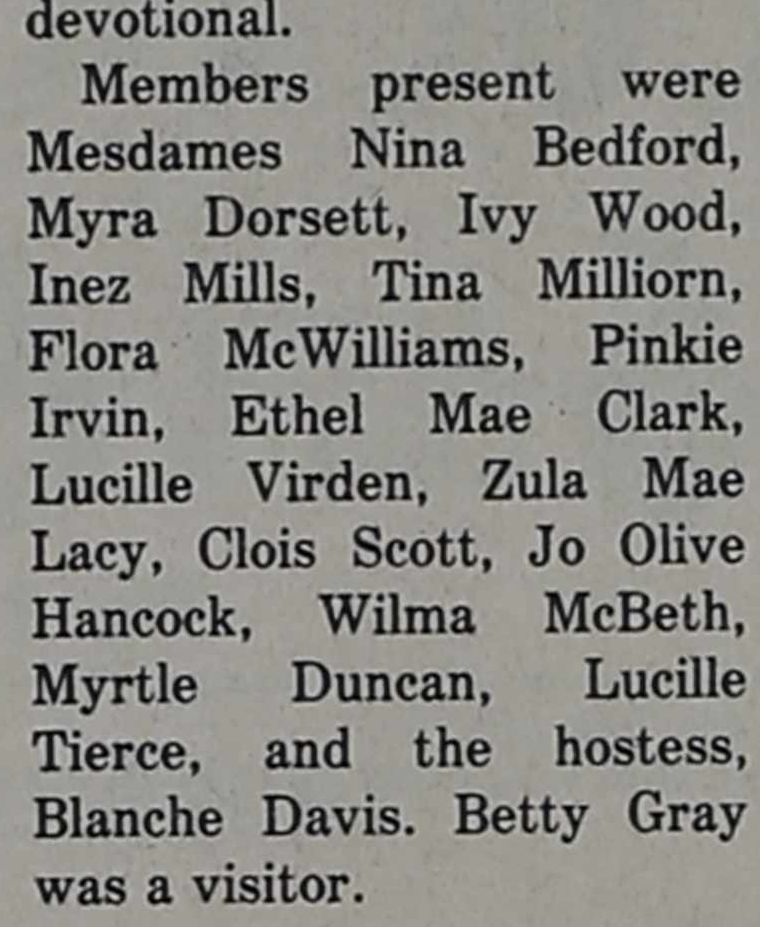 devotional.
Members present were
Mesdames Nina Bedford,
Myra Dorsett, Ivy Wood,
Inez Mills, Tina Milliorn,
Flora McWilliams, Pinkie
Irvin, Ethel Mae Clark,
Lucille Virden, Zula Mae
Lacy, Clois Scott, Jo Olive
Hancock, Wilma McBeth,
Myrtle Duncan, Lucille
Tierce, and the hostess,
Blanche Davis. Betty Gray
was a visitor.